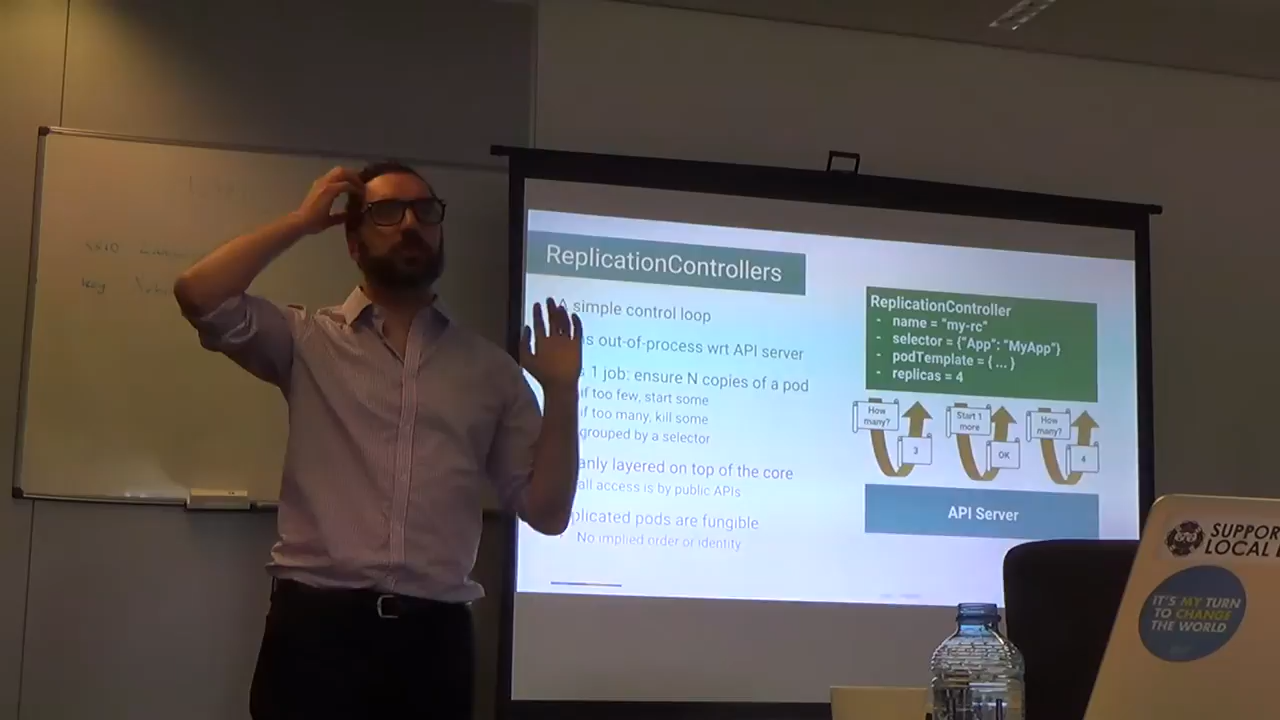 ReplicationControllers
A simple control loop
out-of-process wrt API server
1 job: ensure N copies of a pod
if too few, start some
if too many, kill some
grouped by a selector
layered on top of the core
all access is by public APIs
pods are fungible
No implied order or identity
ReplicationController
- name = "my-rc"
- selector = {"App": "MyApp"}
- podTemplate = { ... }
- replicas = 4
How
many?
3
Start 1
more
OK
How
many?
4
API Server
LOCAL
IT'S MY TURN
TO CHANGE
THE WORLD